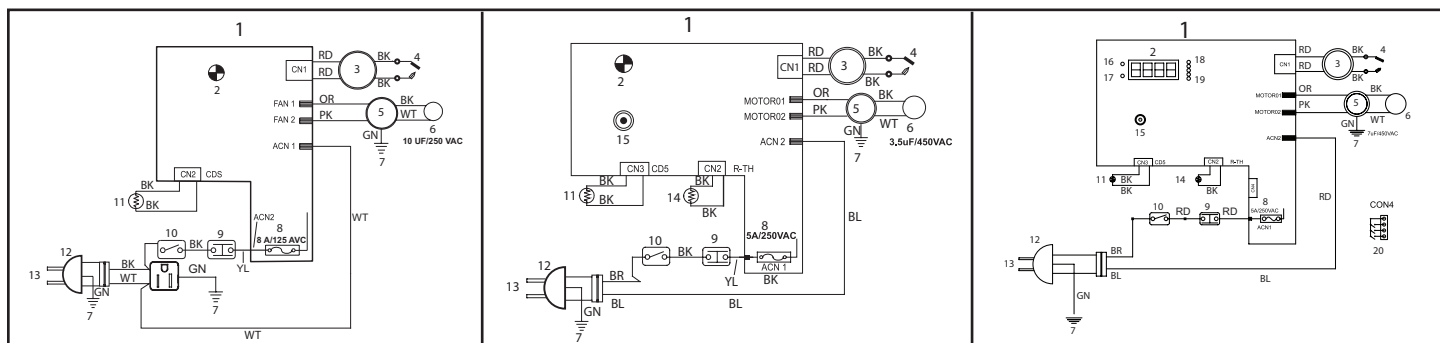 1
2
CN1
RD
RD
3
BK
BK
4
FAN 1
FAN 2
OR
PK
5
BK
WT
6
10 UF/250 VAC
GN
7
ACN 1
CN2
CDS
BK
BK
11
WT
ACN2
8
8 A/125 AVC
10
BK
9
YL
12
13
BK
WT
GN
7
GN
7
WT
1
2
15
CN1
RD
RD
3
BK
BK
4
MOTOR01
MOTOR02
OR
PK
5
BK
WT
6
3.5uF/450VAC
GN
7
ACN 2
CN3
CD5
CN2
R-TH
BK
BK
11
BK
BK
14
BL
8
5A/250VAC
ACN 1
BK
10
BK
9
YL
12
13
BR
BL
BL
GN
7
1
2
16
17
18
19
15
CN1
RD
RD
3
BK
BK
4
MOTOR01
MOTOR02
OR
PK
5
BK
WT
6
7uF/450VAC
GN
7
ACN2
CN3
CD5
CN2
R-TH
BK
BK
11
BK
14
CN4
RD
8
5A/250VAC
ACN1
10
RD
9
RD
CON4
20
12
13
BR
BL
BL
GN
7